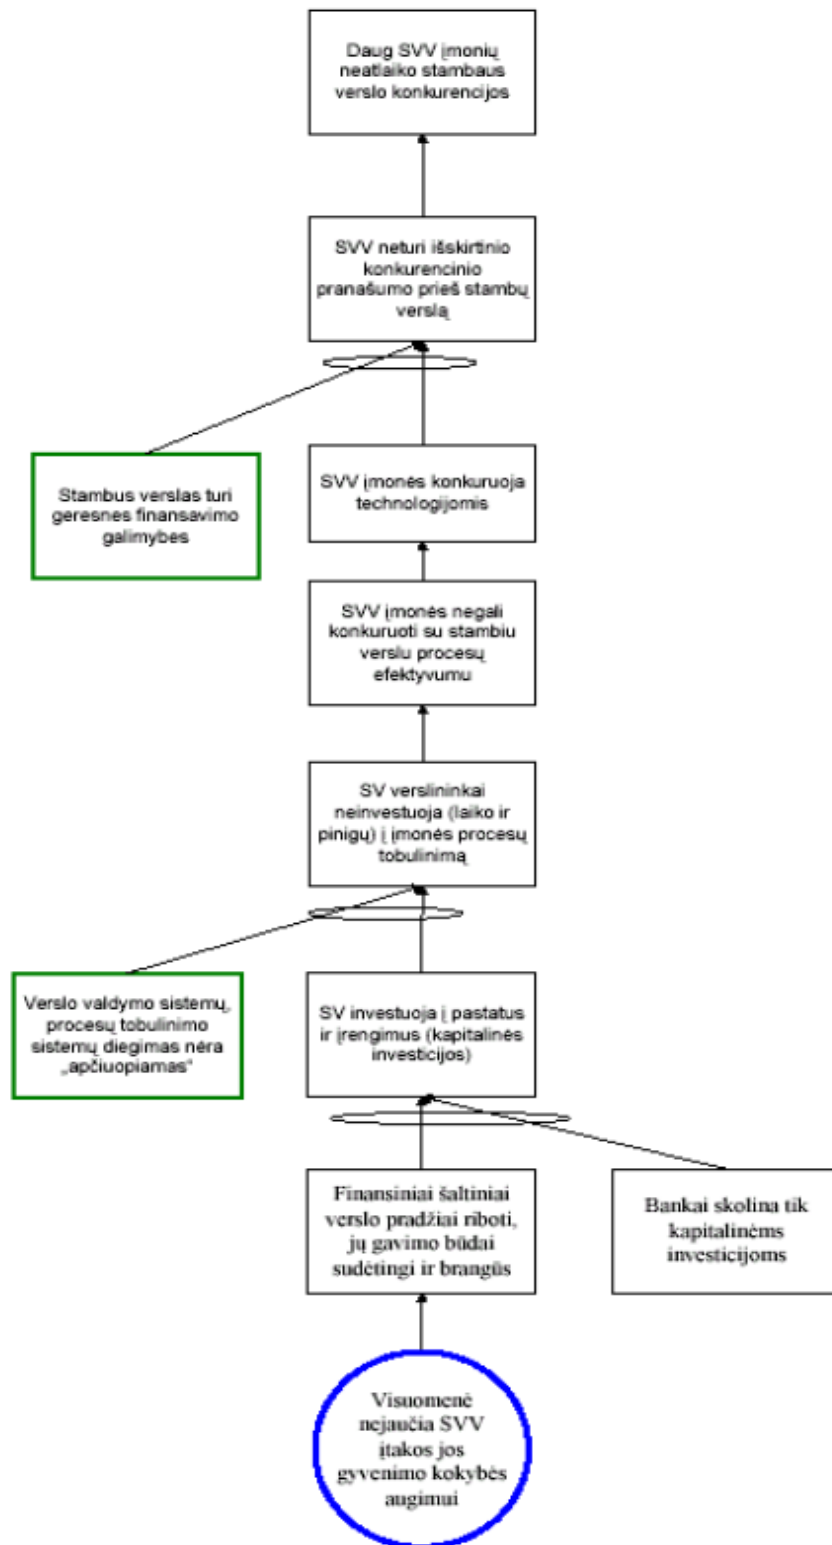 Daug SVV įmonių
neatlaiko stambaus
verslo konkurencijos
SVV neturi išskirtinio
konkurencinio
pranašumo prieš stambų
verslą
Stambus verslas turi
geresnes finansavimo
galimybes
SVV įmonės konkuruoja
technologijomis
SVV įmonės negali
konkuruoti su stambiu
verslu procesų
efektyvumu
SV verslininkai
neinvestuoja (laiko ir
pinigų) į įmonės procesų
tobulinimą
Verslo valdymo sistemų,
procesų tobulinimo
sistemų diegimas nėra
„apčiuopiamas“
SV investuoja į pastatus
ir įrengimus (kapitalinės
investicijos)
Finansiniai šaltiniai
verslo pradžiai riboti,
jų gavimo būdai
sudėtingi ir brangūs
Bankai skolina tik
kapitalinėms
investicijoms
Visuomenė
nejaučia SVV
įtakos jos
gyvenimo kokybės
augimui